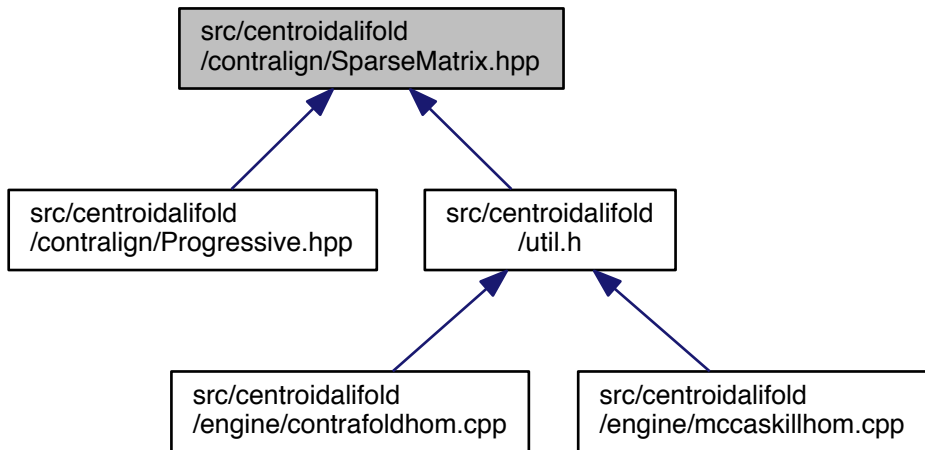 src/centroidalifold
/contralign/SparseMatrix.hpp
src/centroidalifold
/contralign/Progressive.hpp
src/centroidalifold
/util.h
src/centroidalifold
/engine/contrafoldhom.cpp
src/centroidalifold
/engine/mccaskillhom.cpp